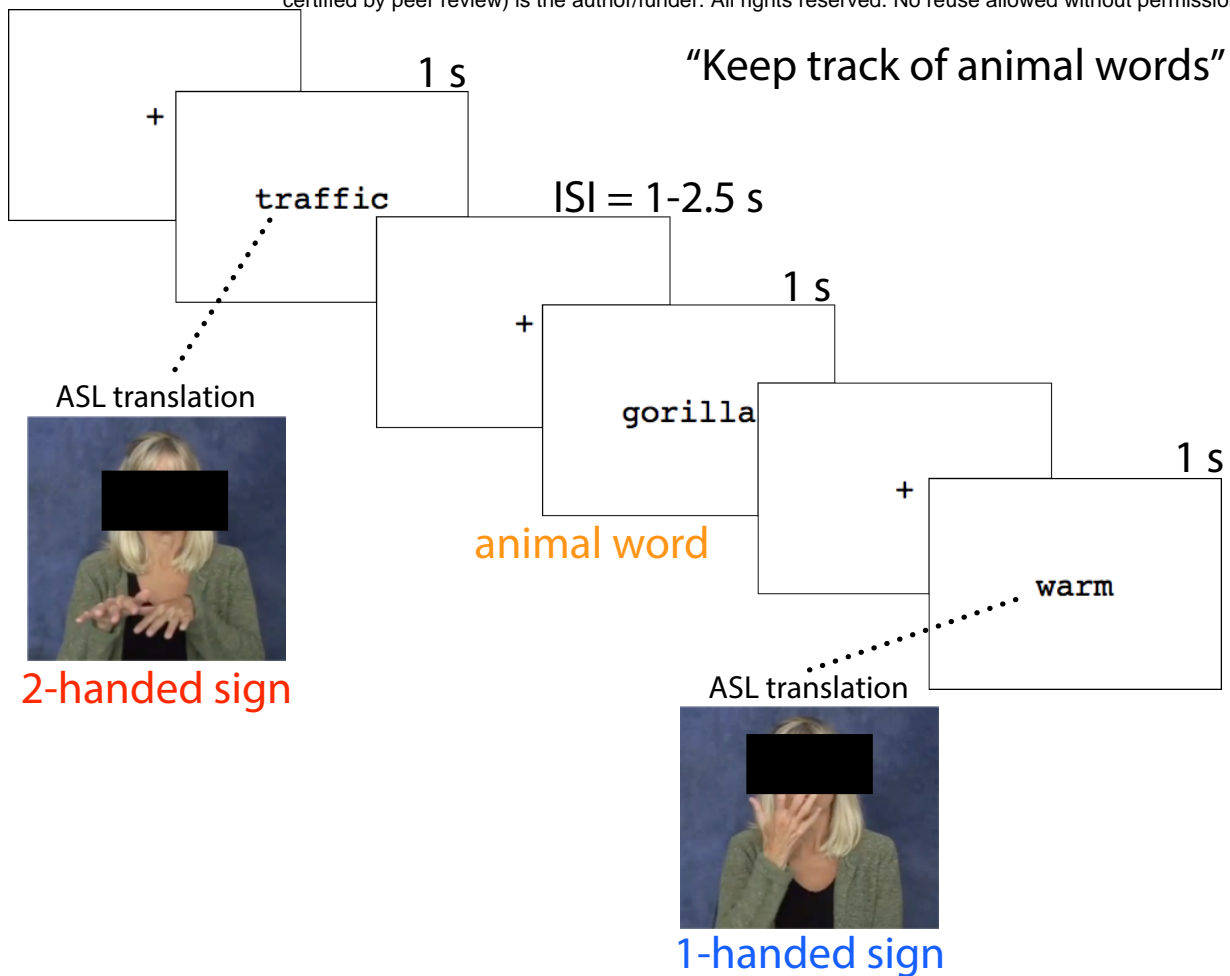 certified by peer review) is the author/funder. All rights reserved. No reuse allowed without
“Keep track of animal words”
1 s
+
traffic
ISI = 1-2.5 s
1 s
+
ASL translation
gorilla
1 s
+
animal word
warm
2-handed sign
ASL translation
1-handed sign